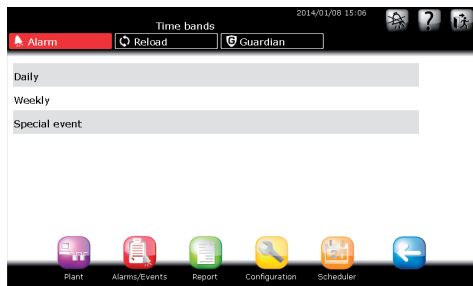 2014/01/08 15:06
Time bands
Alarm
Reload
G Guardian
?
Daily
Weekly
Special event
Plant
Alarms/Events
Report
Configuration
Scheduler